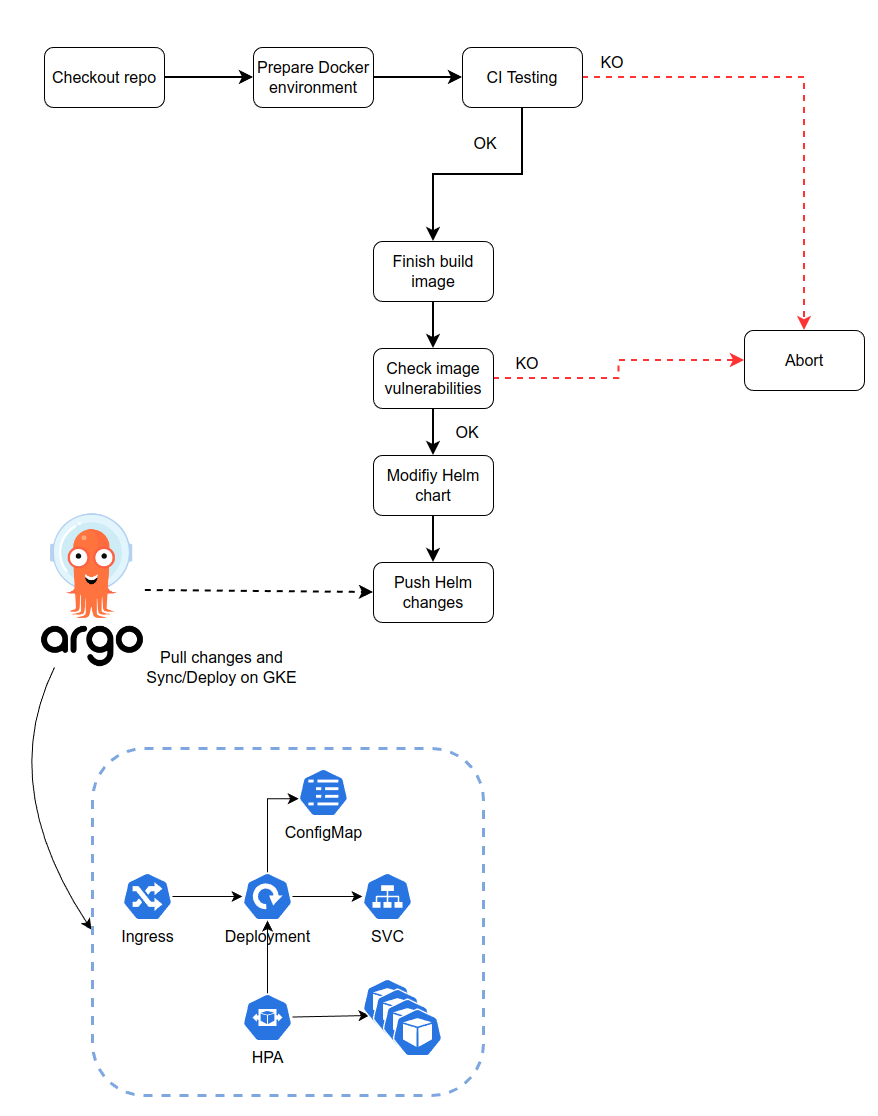 Checkout repo
Prepare Docker
environment
CI Testing
KO
OK
Finish build
image
Check image
vulnerabilities
KO
Abort
OK
Modifiy Helm
chart
Push Helm
changes
argo
Pull changes and
Sync/Deploy on GKE
ConfigMap
Ingress
Deployment
SVC
HPA